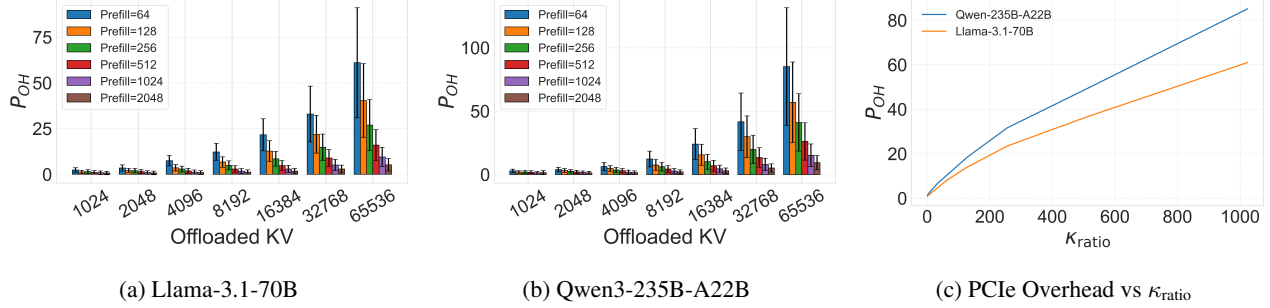 75
50
25
0
P_OH
Prefill=64
Prefill=128
Prefill=256
Prefill=512
Prefill=1024
Prefill=2048
1024
2048
4096
8192
16384
32768
65536
Offloaded KV
(a) Llama-3.1-70B
100
50
0
P_OH
Prefill=64
Prefill=128
Prefill=256
Prefill=512
Prefill=1024
Prefill=2048
1024
2048
4096
8192
16384
32768
65536
Offloaded KV
(b) Qwen3-235B-A22B
80
60
40
20
0
P_OH
Qwen-235B-A22B
Llama-3.1-70B
0
200
400
600
800
1000
κ_ratio
(c) PCIe Overhead vs κ_ratio